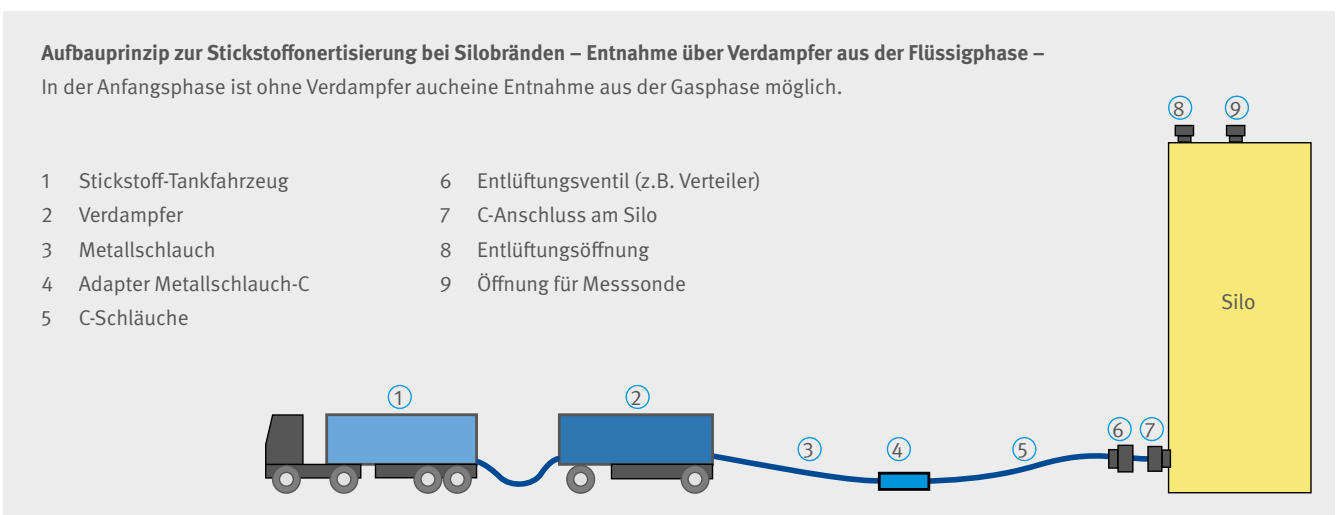 Aufbauprinzip zur Stickstoffonertisierung bei Silobränden – Entnahme über Verdampfer aus der Flüssigphase –
In der Anfangsphase ist ohne Verdampfer aucheine Entnahme aus der Gasphase möglich.
8 9
1 Stickstoff-Tankfahrzeug
2 Verdampfer
3 Metallschlauch
4 Adapter Metallschlauch-C
5 C-Schläuche
6 Entlüftungsventil (z.B. Verteiler)
7 C-Anschluss am Silo
8 Entlüftungsöffnung
9 Öffnung für Messsonde
Silo
1 2
3 4 5 6 7